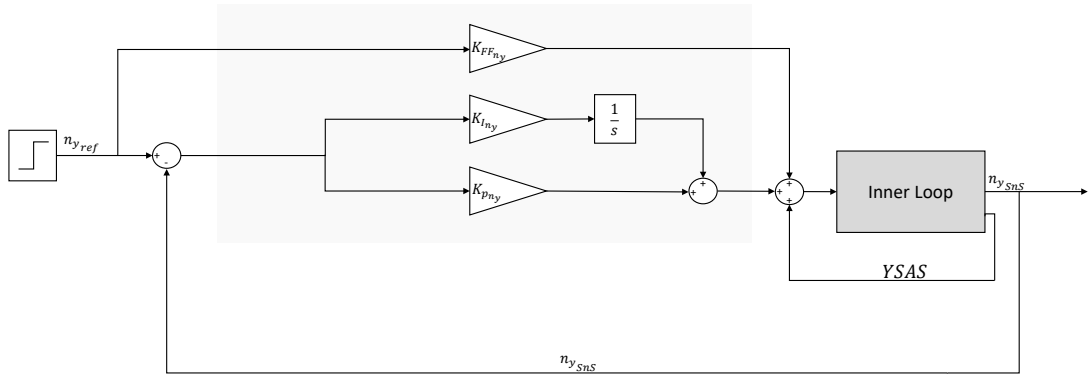 K_{FF_{n_y}}
n_{y_{ref}}
K_{I_{n_y}}
1/s
+
-
K_{p_{n_y}}
+
+
+
+
+
Inner Loop
n_{y_{SnS}}
YSAS
n_{y_{SnS}}